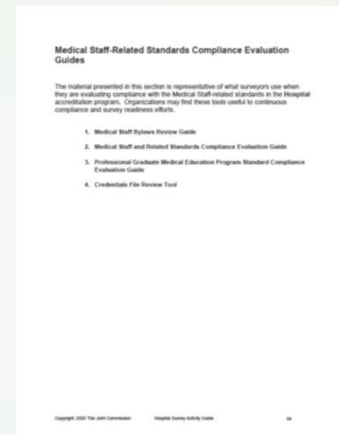 Medical Staff-Related Standards Compliance Evaluation
Guides
The material presented in this section is representative of what surveyors use when
they are evaluating compliance with the Medical Staff-related standards in the Hospital
accreditation program. Organizations may find these tools useful to continuous
compliance and survey readiness efforts.
1. Medical Staff Bylaws Review Guide
2. Medical Staff and Related Standards Compliance Evaluation Guide
3. Professional Graduate Medical Education Program Standard Compliance
Evaluation Guide
4. Credentials File Review Tool
Copyright: The Joint Commission Hospital Survey Activity Guide